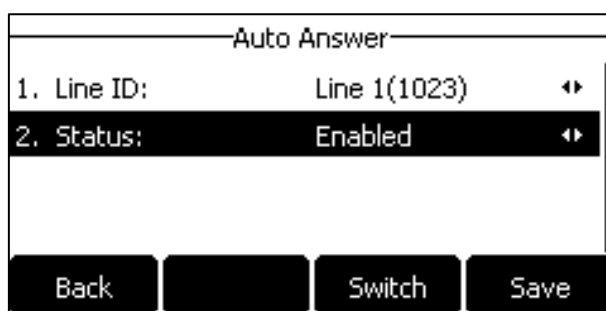 Auto Answer
1. Line ID: Line 1(1023)
2. Status: Enabled
Back Switch Save